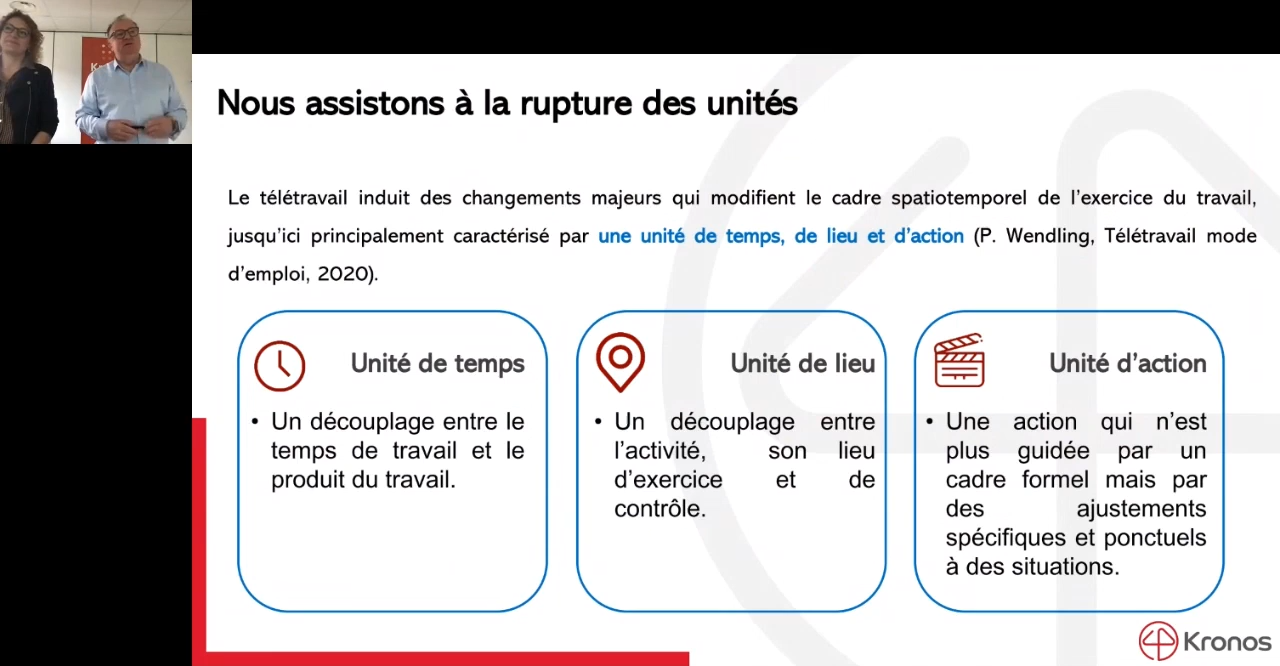 Nous assistons à la rupture des unités
Le télétravail induit des changements majeurs qui modifient le cadre spatiotemporel de l'exercice du travail,
jusqu'ici principalement caractérisé par une unité de temps, de lieu et d'action (P. Wendling, Télétravail mode
d'emploi, 2020).
Unité de temps
• Un découplage entre le
temps de travail et le
produit du travail.
Unité de lieu
• Un découplage entre
l'activité, son lieu
d'exercice et de
contrôle.
Unité d'action
• Une action qui n'est
plus guidée par un
cadre formel mais par
des ajustements
spécifiques et ponctuels
à des situations.
Kronos